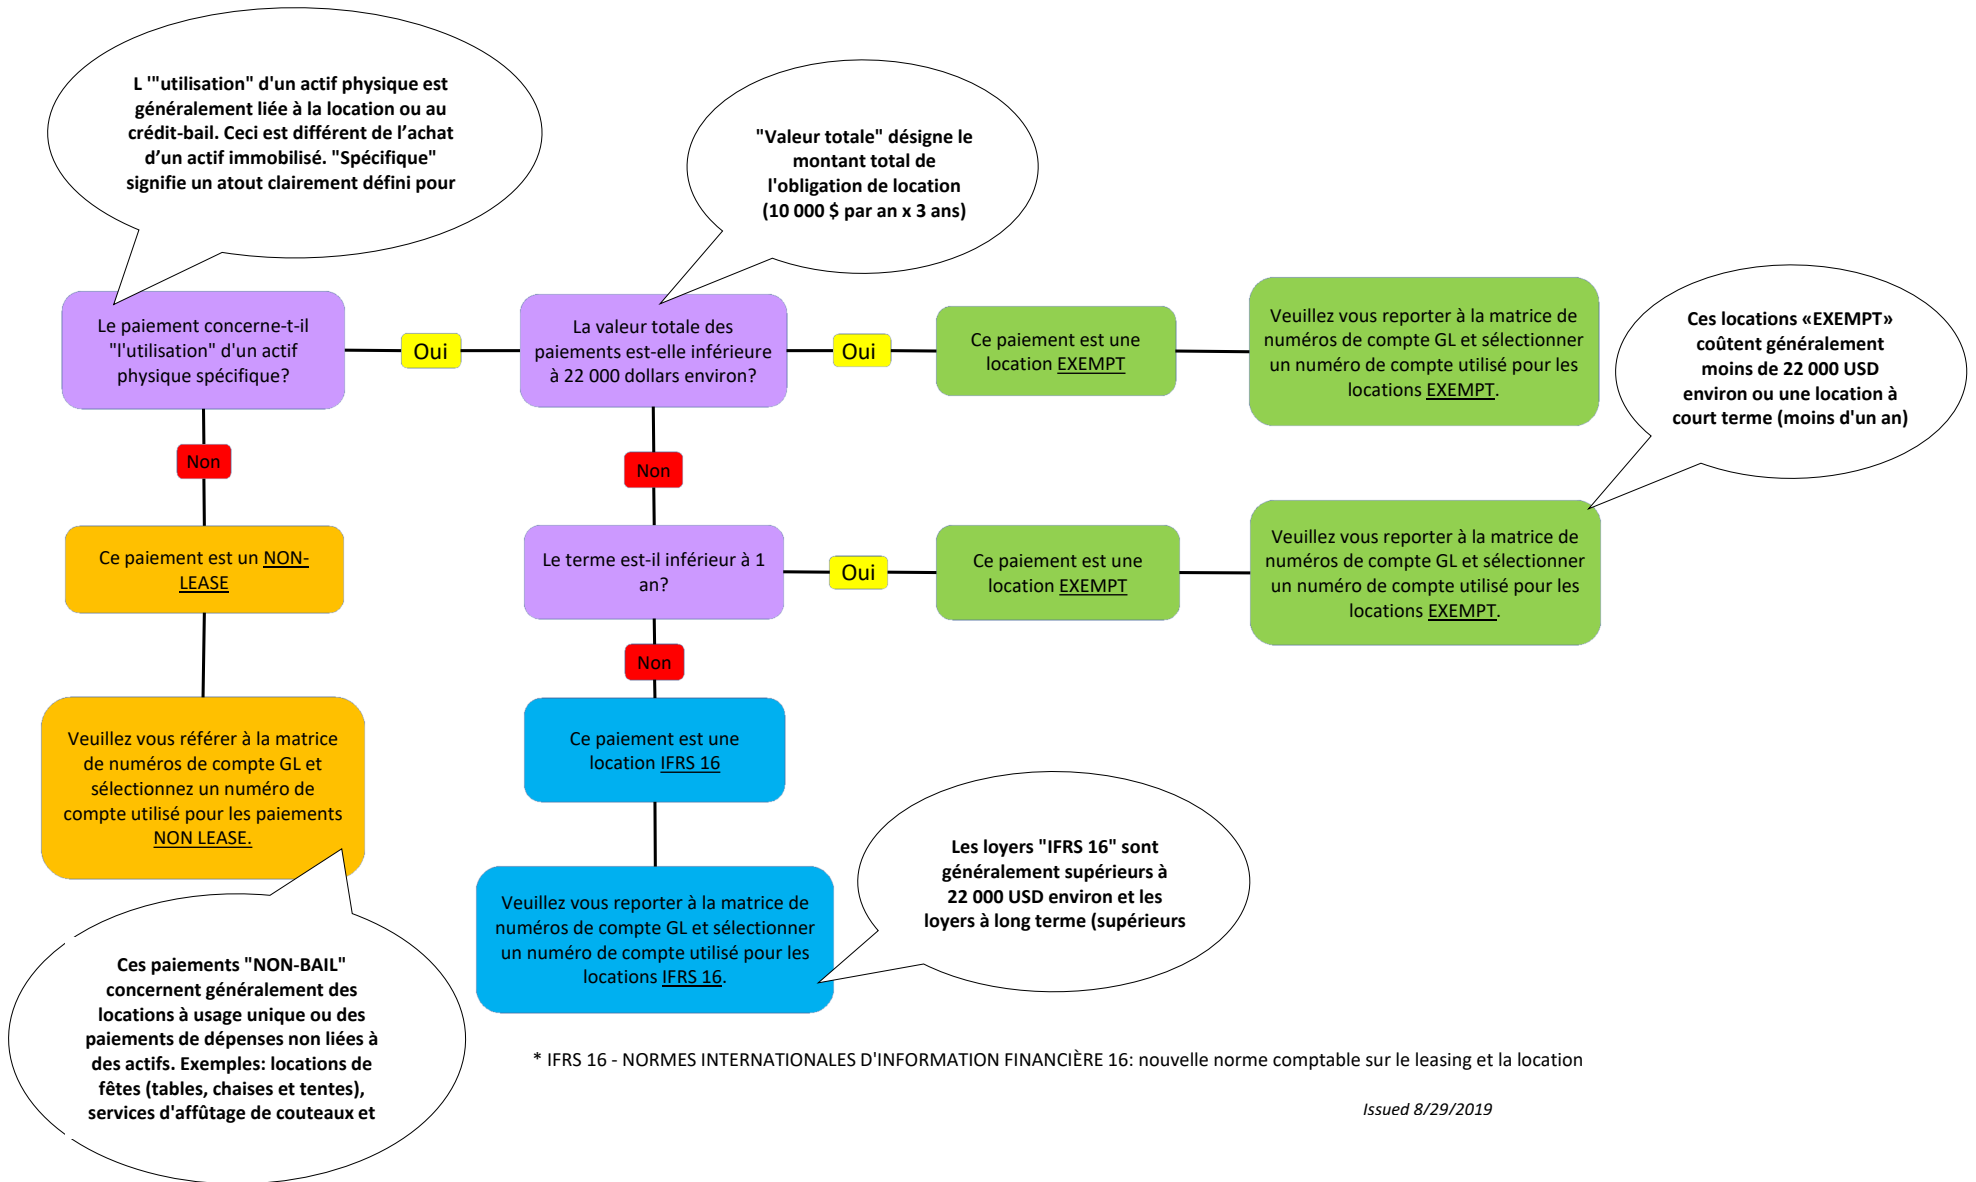 L '"utilisation" d'un actif physique est
généralement liée à la location ou au
crédit-bail. Ceci est différent de l’achat
d’un actif immobilisé. "Spécifique"
signifie un atout clairement défini pour
"Valeur totale" désigne le
montant total de
l'obligation de location
(10 000 $ par an x 3 ans)
Le paiement concerne-t-il
"l'utilisation" d'un actif
physique spécifique?
Oui
La valeur totale des
paiements est-elle inférieure
à 22 000 dollars environ?
Oui
Ce paiement est une
location EXEMPT
Veuillez vous reporter à la matrice de
numéros de compte GL et sélectionner
un numéro de compte utilisé pour les
locations EXEMPT.
Ces locations «EXEMPT»
coûtent généralement
moins de 22 000 USD
environ ou une location à
court terme (moins d'un an)
Non
Non
Ce paiement est un NON-
LEASE
Le terme est-il inférieur à 1
an?
Oui
Ce paiement est une
location EXEMPT
Veuillez vous reporter à la matrice de
numéros de compte GL et sélectionner
un numéro de compte utilisé pour les
locations EXEMPT.
Non
Veuillez vous référer à la matrice
de numéros de compte GL et
sélectionnez un numéro de
compte utilisé pour les paiements
NON LEASE.
Ce paiement est une
location IFRS 16
Les loyers "IFRS 16" sont
généralement supérieurs à
22 000 USD environ et les
loyers à long terme (supérieurs
Veuillez vous reporter à la matrice de
numéros de compte GL et sélectionner
un numéro de compte utilisé pour les
locations IFRS 16.
Ces paiements "NON-BAIL"
concernent généralement des
locations à usage unique ou des
paiements de dépenses non liées à
des actifs. Exemples: locations de
fêtes (tables, chaises et tentes),
services d'affûtage de couteaux et
* IFRS 16 - NORMES INTERNATIONALES D'INFORMATION FINANCIÈRE 16: nouvelle norme comptable sur le leasing et la location
Issued 8/29/2019